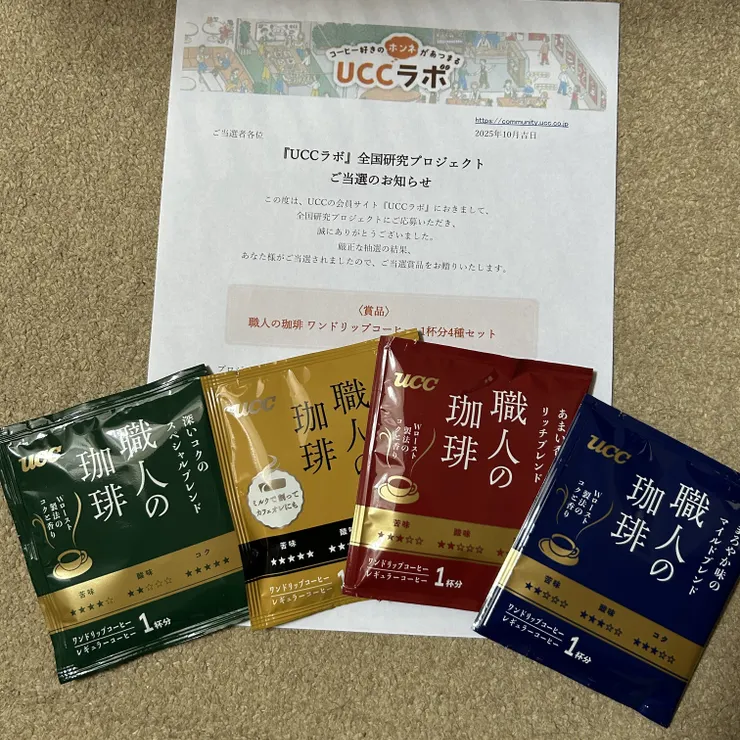 コーヒー好きのホンネがあつまる
UCCラボ
https://community.ucc.co.jp
ご当選者各位
2025年10月吉日
『UCCラボ』全国研究プロジェクト
ご当選のお知らせ
この度は、UCCの会員サイト『UCCラボ』におきまして、
全国研究プロジェクトにご応募いただき、
誠にありがとうございました。
厳正な抽選の結果、
あなた様がご当選されましたので、ご当選賞品をお贈りいたします。
〈賞品〉
職人の珈琲 ワンドリップコーヒー 1杯分4種セット
ucc
深いコクの
スペシャルブレンド
職人の
珈琲
Wロースト
製法の
コクと香り
苦味
酸味
コク
★★★★☆
★★☆☆☆
★★★★★
ワンドリップコーヒー
レギュラーコーヒー
1杯分
ucc
職人の
珈琲
ミルクで割って
カフェオレにも
苦味
酸味
★★★★★
ワンドリップコーヒー
レギュラーコーヒー
1
ucc
あまい香
リッチブレンド
職人の
珈琲
Wロースト
製法の
コクと香り
苦味
酸味
★★★☆☆
ワンドリップコーヒー
レギュラーコーヒー
1杯分
ucc
まろやか味の
マイルドブレンド
職人の
珈琲
Wロースト
製法の
コクと香り
苦味
酸味
コク
★★☆☆☆
★★★☆☆
★★★☆☆
ワンドリップコーヒー
レギュラーコーヒー
1杯分